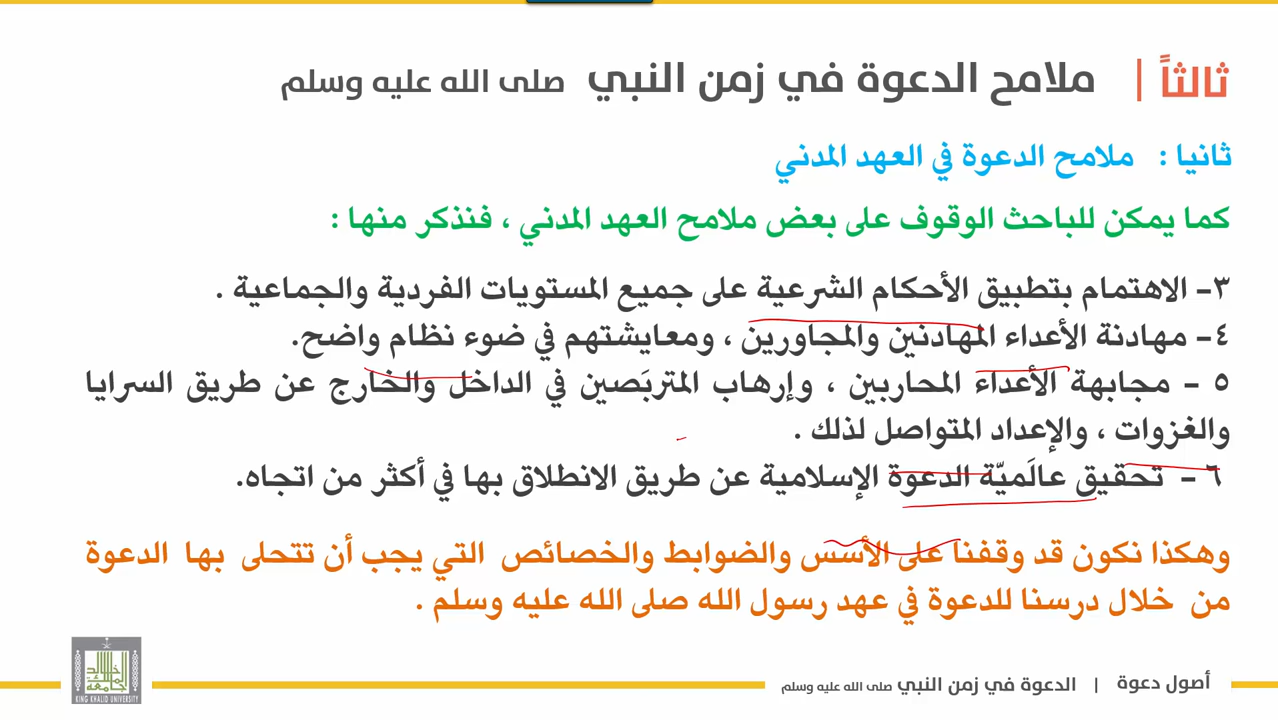 ثالثاً | ملامح الدعوة في زمن النبي صلى الله عليه وسلم
ثانيا : ملامح الدعوة في العهد المدني
كما يمكن للباحث الوقوف على بعض ملامح العهد المدني ، فنذكر منها :
٣- الاهتمام بتطبيق الأحكام الشرعية على جميع المستويات الفردية والجماعية .
٤- مهادنة الأعداء المهادنين والمجاورين ، ومعايشتهم في ضوء نظام واضح.
٥ - مجابهة الأعداء المحاربين ، وإرهاب المتربَصين في الداخل والخارج عن طريق السرايا
والغزوات ، والإعداد المتواصل لذلك .
٦ - تحقيق عالَميّة الدعوة الإسلامية عن طريق الانطلاق بها في أكثر من اتجاه.
وهكذا نكون قد وقفنا على الأسس والضوابط والخصائص التي يجب أن تتحلى بها الدعوة
من خلال درسنا للدعوة في عهد رسول الله صلى الله عليه وسلم .
أصول دعوة | الدعوة في زمن النبي صلى الله عليه وسلم
جامعة الملك خالد
KING KHALID UNIVERSITY